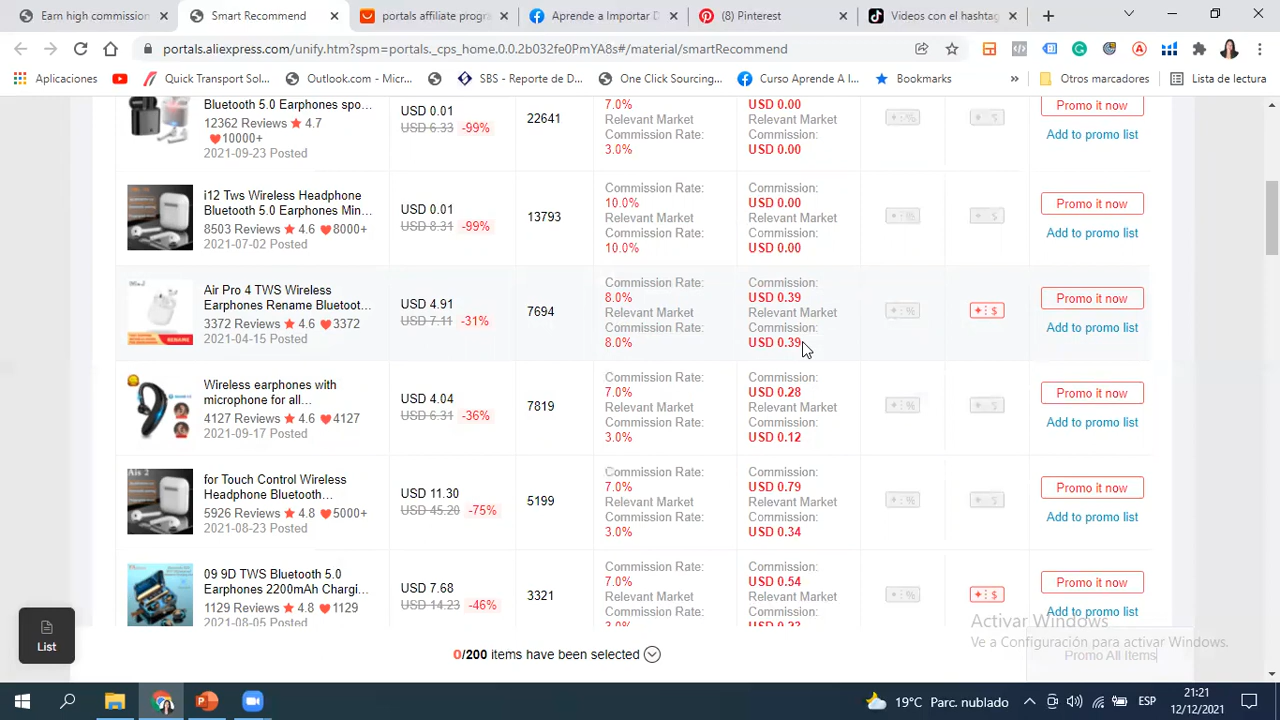 Earn high commission
Smart Recommend
portals affiliate progra
Aprende a Importar D
(8) Pinterest
Videos con el hashtag
portals.aliexpress.com/unify.htm?spm=portals._cps_home.0.0.2b032fe0PmYA8s#/material/smartRecommend
Aplicaciones
Quick Transport Sol...
Outlook.com - Micr...
SBS - Reporte de D...
One Click Sourcing...
Curso Aprende A I...
Bookmarks
»
Otros marcadores
Lista de lectura
Bluetooth 5.0 Earphones spo...
12362 Reviews ★ 4.7
10000+
2021-09-23 Posted
USD 0.01
USD 6.33 -99%
22641
7.0%
Relevant Market
Commission Rate:
3.0%
USD 0.00
Relevant Market
Commission:
USD 0.00
Promo it now
Add to promo list
i12 Tws Wireless Headphone
Bluetooth 5.0 Earphones Min...
8503 Reviews ★ 4.6 8000+
2021-07-02 Posted
USD 0.01
USD 8.31 -99%
13793
Commission Rate:
10.0%
Relevant Market
Commission Rate:
10.0%
Commission:
USD 0.00
Relevant Market
Commission:
USD 0.00
Promo it now
Add to promo list
Air Pro 4 TWS Wireless
Earphones Rename Bluetoot...
3372 Reviews ★ 4.6 3372
2021-04-15 Posted
USD 4.91
USD 7.11 -31%
7694
Commission Rate:
8.0%
Relevant Market
Commission Rate:
8.0%
Commission:
USD 0.39
Relevant Market
Commission:
USD 0.39
Promo it now
Add to promo list
Wireless earphones with
microphone for all...
4127 Reviews ★ 4.6 4127
2021-09-17 Posted
USD 4.04
USD 6.31 -36%
7819
Commission Rate:
7.0%
Relevant Market
Commission Rate:
3.0%
Commission:
USD 0.28
Relevant Market
Commission:
USD 0.12
Promo it now
Add to promo list
for Touch Control Wireless
Headphone Bluetooth...
5926 Reviews ★ 4.8 5000+
2021-08-23 Posted
USD 11.30
USD 45.20 -75%
5199
Commission Rate:
7.0%
Relevant Market
Commission Rate:
3.0%
Commission:
USD 0.79
Relevant Market
Commission:
USD 0.34
Promo it now
Add to promo list
09 9D TWS Bluetooth 5.0
Earphones 2200mAh Chargi...
1129 Reviews ★ 4.8 1129
2021-08-05 Posted
USD 7.68
USD 14.23 -46%
3321
Commission Rate:
7.0%
Relevant Market
Commission Rate:
3.0%
Commission:
USD 0.54
Relevant Market
Commission:
Promo it now
Add to promo list
List
0/200 items have been selected
Promo All Items
Activar Windows
Ve a Configuración para activar Windows.
19°C Parc. nublado
ESP
21:21
12/12/2021